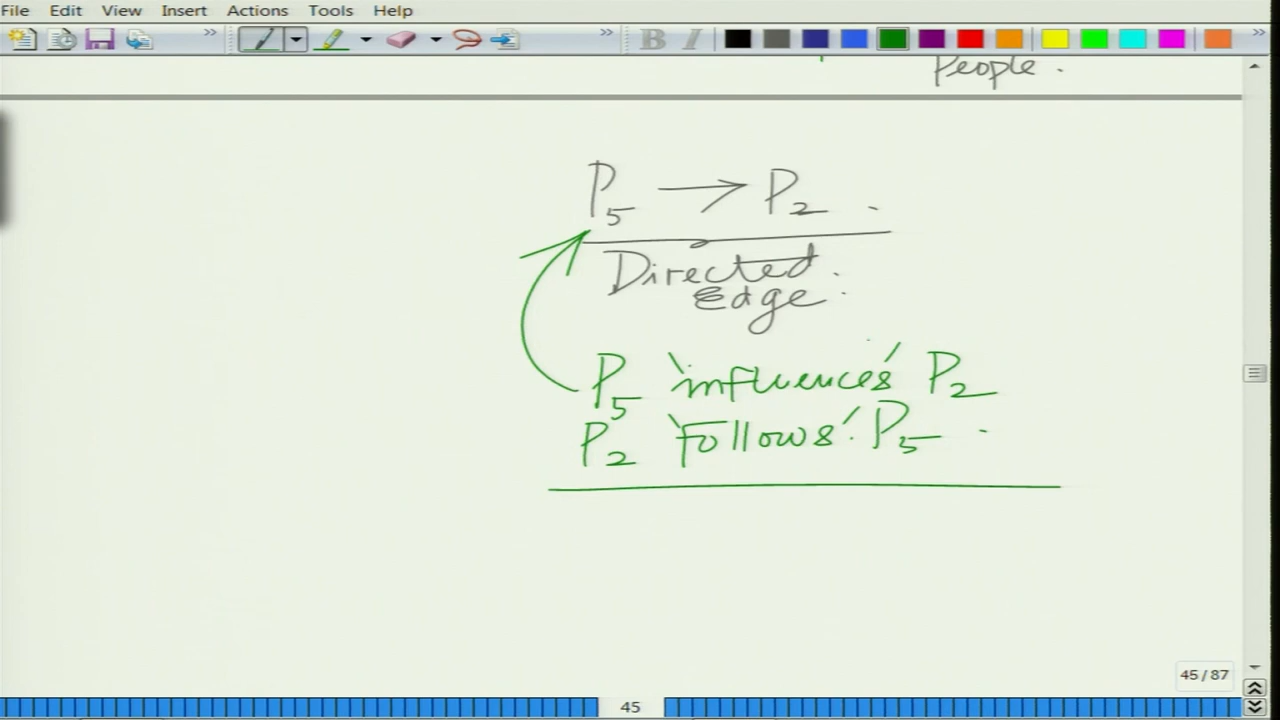 File Edit View Insert Actions Tools Help
B I
People .
P5 → P2 .
Directed .
Edge .
P5 'influences' P2
P2 'follows' P5 .
45 / 87
45